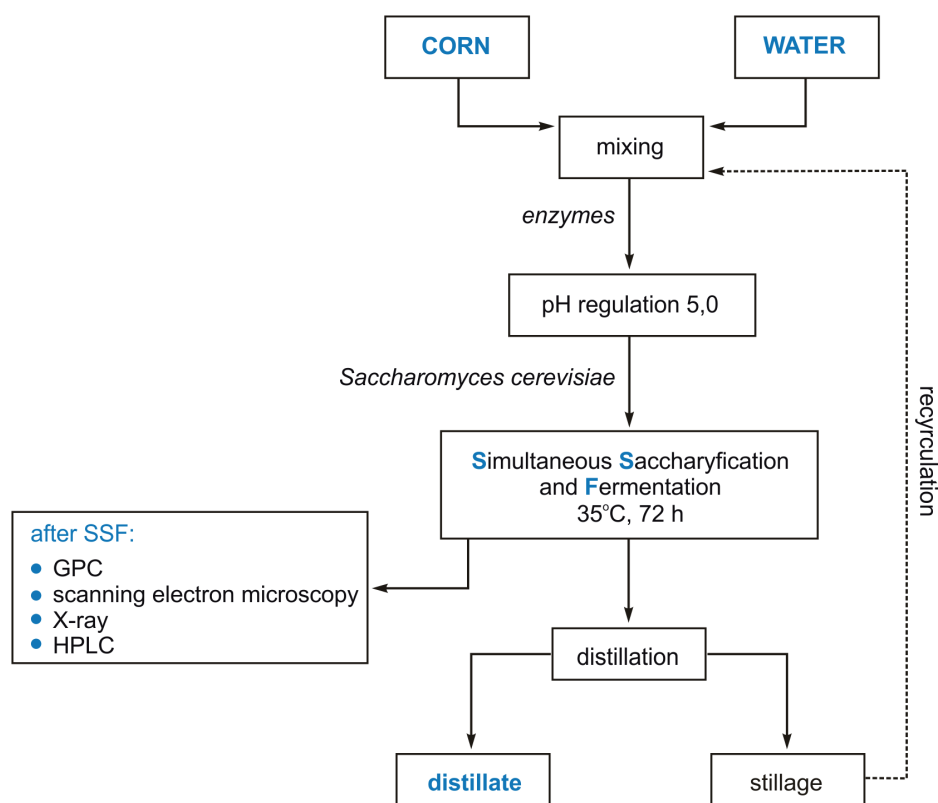 CORN
WATER
mixing
enzymes
pH regulation 5,0
Saccharomyces cerevisiae
Simultaneous Saccharyfication
and Fermentation
35°C, 72 h
recyrculation
after SSF:
• GPC
• scanning electron microscopy
• X-ray
• HPLC
distillation
distillate
stillage